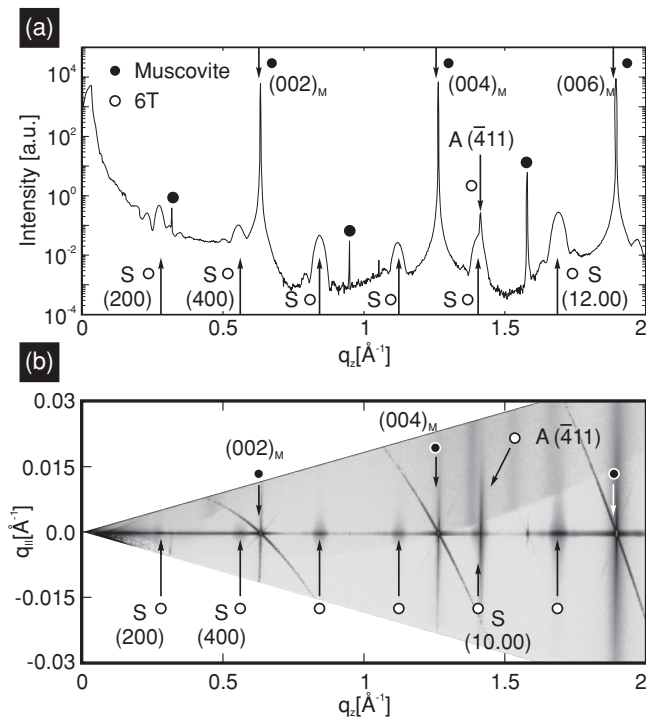 (a)
10⁴
10²
10⁰
10⁻²
10⁻⁴
Intensity [a.u.]
● Muscovite
○ 6T
(002)M
(004)M
(006)M
A (4̅11)
S
(200)
S
(400)
S
S
S
S
(12.00)
0
0.5
1
1.5
2
qz[Å⁻¹]
(b)
0.03
0.015
0.0
-0.015
-0.03
q||[Å⁻¹]
(002)M
(004)M
A (4̅11)
S
(200)
S
(400)
S
(10.00)
0
0.5
1
1.5
2
qz[Å⁻¹]